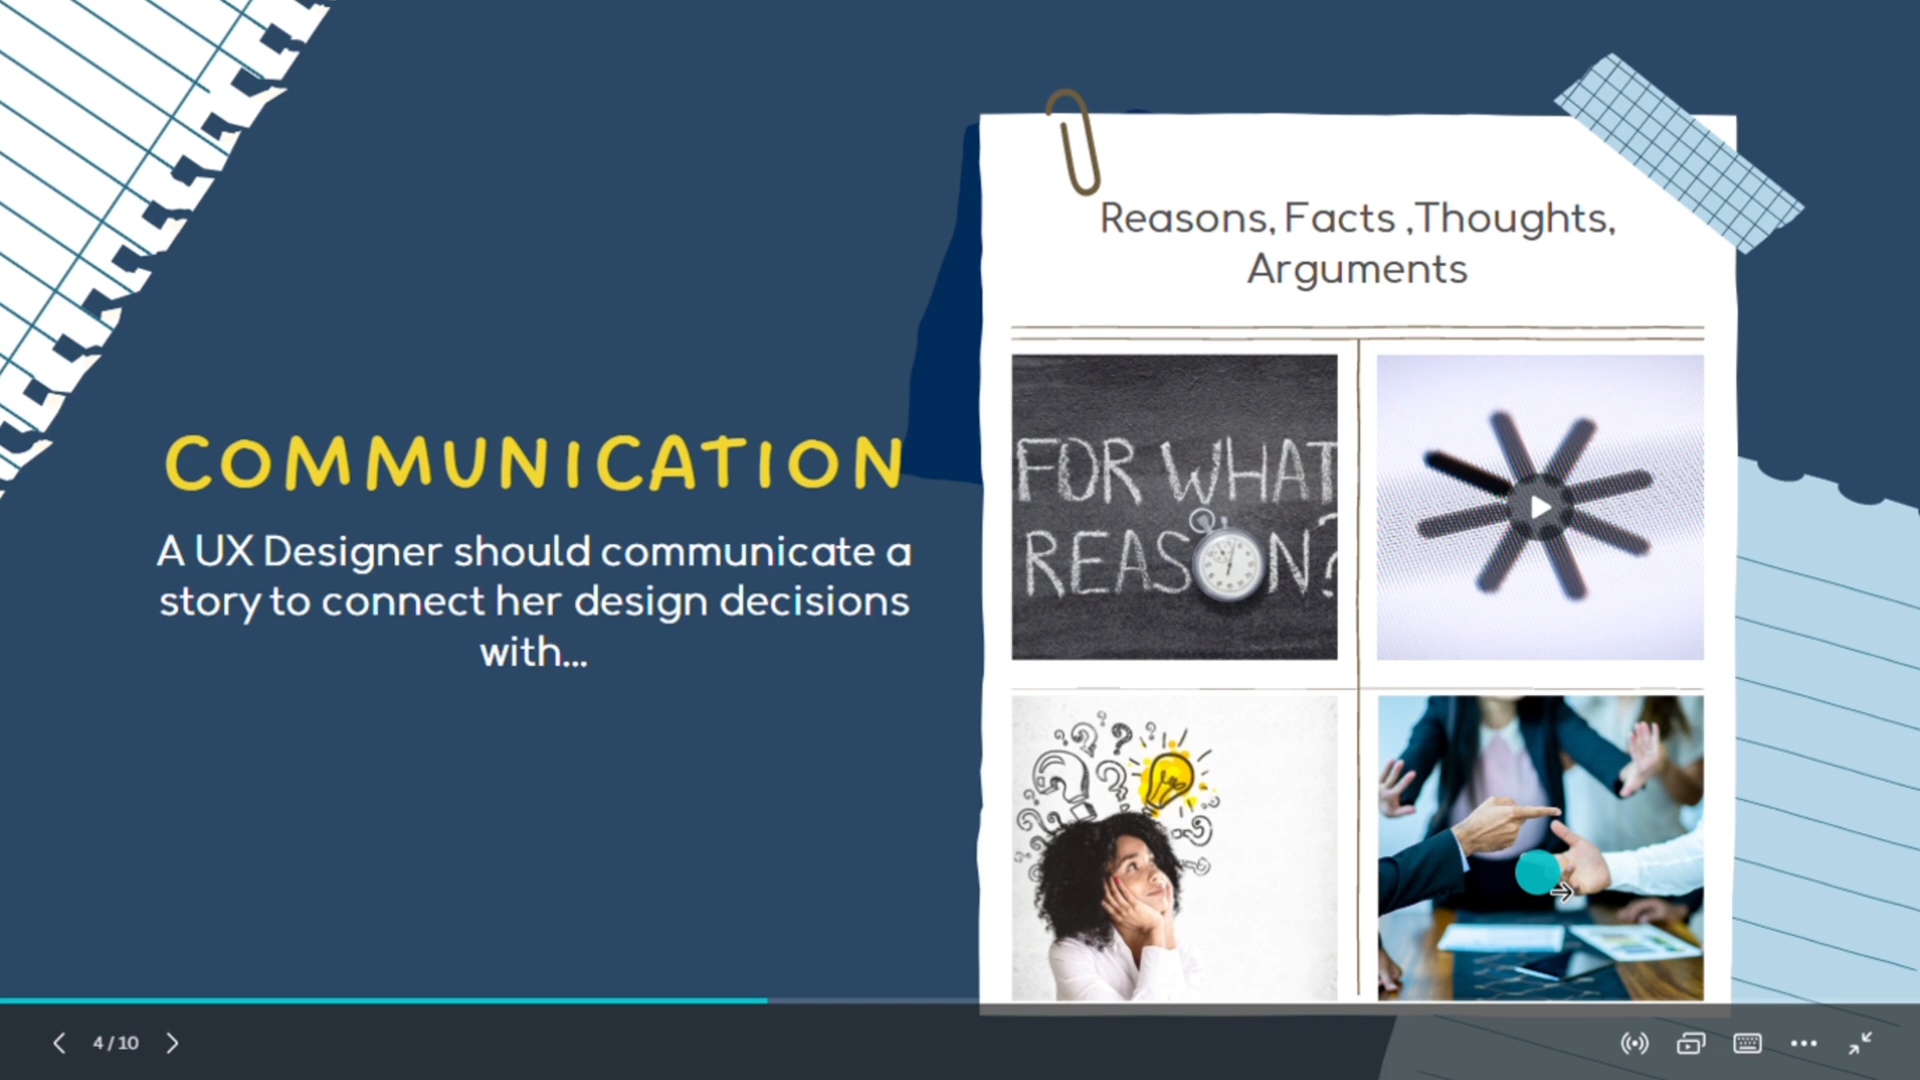 COMMUNICATION
A UX Designer should communicate a
story to connect her design decisions
with...
Reasons, Facts ,Thoughts,
Arguments
FOR WHAT
REASON?
4 / 10